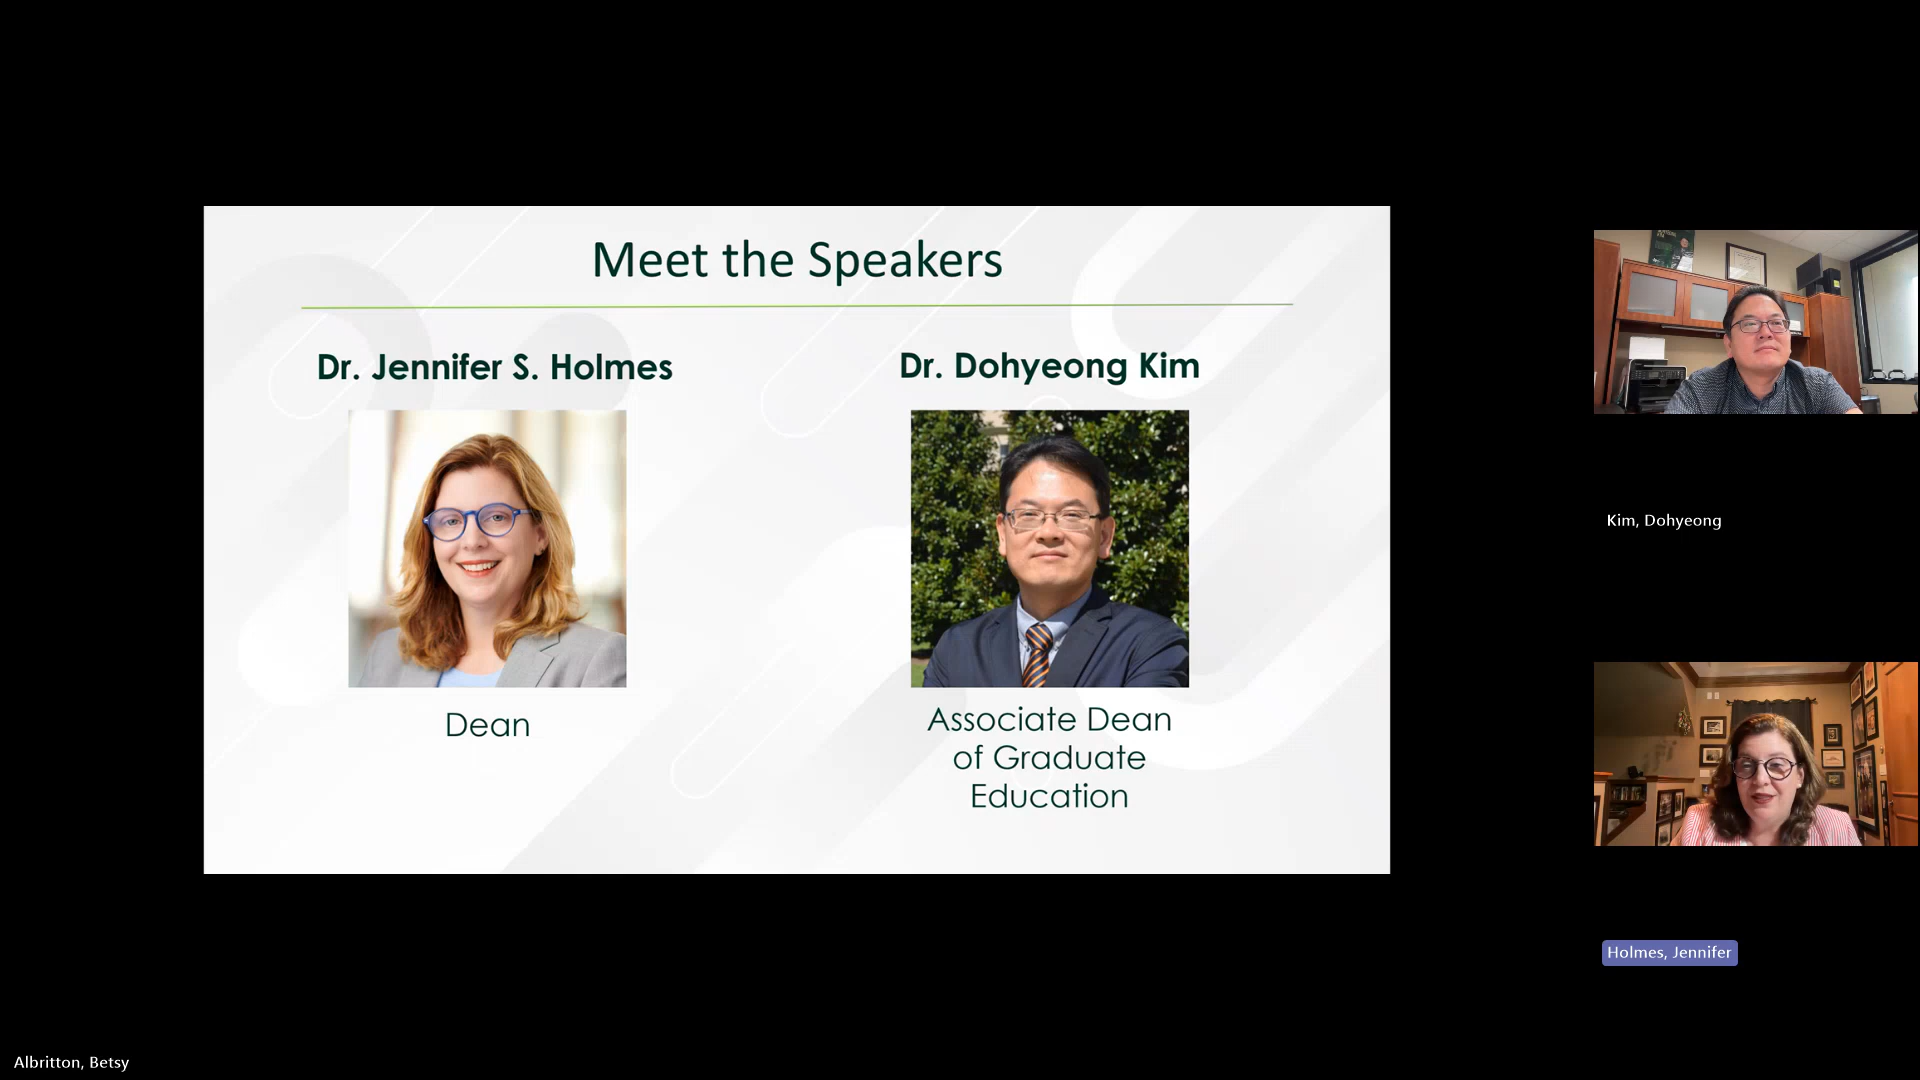 Meet the Speakers
Dr. Jennifer S. Holmes
Dr. Dohyeong Kim
Dean
Associate Dean
of Graduate
Education
Kim, Dohyeong
Holmes, Jennifer
Albritton, Betsy